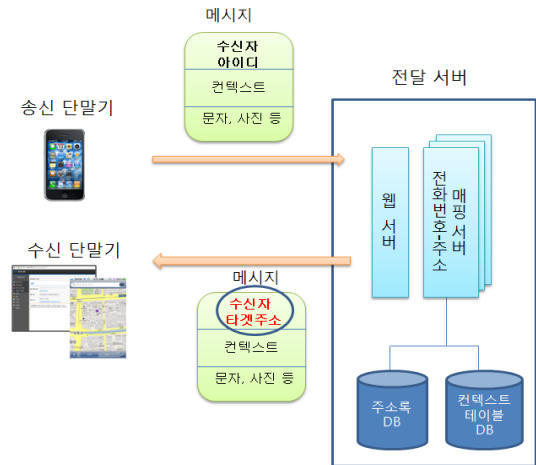 메시지
수신자
아이디
컨텍스트
문자, 사진 등
전달 서버
송신 단말기
웹 서버
전화번호-주소
매핑 서버
수신 단말기
메시지
수신자
타겟주소
컨텍스트
문자, 사진 등
주소록
DB
컨텍스트
테이블
DB